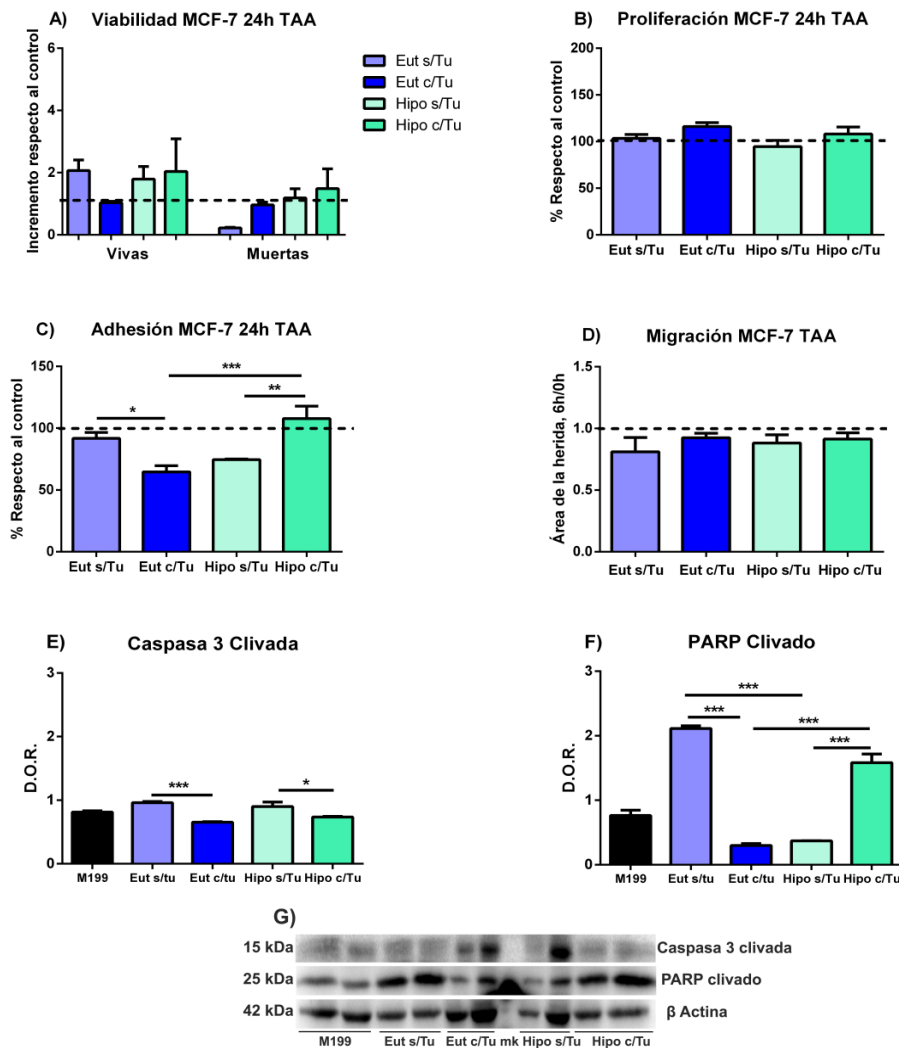 A) Viabilidad MCF-7 24h TAA
Incremento respecto al control
6
4
2
0
Vivas Muertas
Eut s/Tu
Eut c/Tu
Hipo s/Tu
Hipo c/Tu
B) Proliferación MCF-7 24h TAA
% Respecto al control
200
150
100
50
0
Eut s/Tu Eut c/Tu Hipo s/Tu Hipo c/Tu
C) Adhesión MCF-7 24h TAA
% Respecto al control
150
100
50
0
***
**
*
Eut s/Tu Eut c/Tu Hipo s/Tu Hipo c/Tu
D) Migración MCF-7 TAA
Área de la herida, 6h/0h
1.5
1.0
0.5
0.0
Eut s/Tu Eut c/Tu Hipo s/Tu Hipo c/Tu
E) Caspasa 3 Clivada
D.O.R.
3
2
1
0
*** *
M199 Eut s/tu Eut c/tu Hipo s/Tu Hipo c/Tu
F) PARP Clivado
D.O.R.
3
2
1
0
***
*** ***
***
M199 Eut s/tu Eut c/tu Hipo s/Tu Hipo c/Tu
G)
15 kDa Caspasa 3 clivada
25 kDa PARP clivado
42 kDa β Actina
M199 Eut s/Tu Eut c/Tu mk Hipo s/Tu Hipo c/Tu